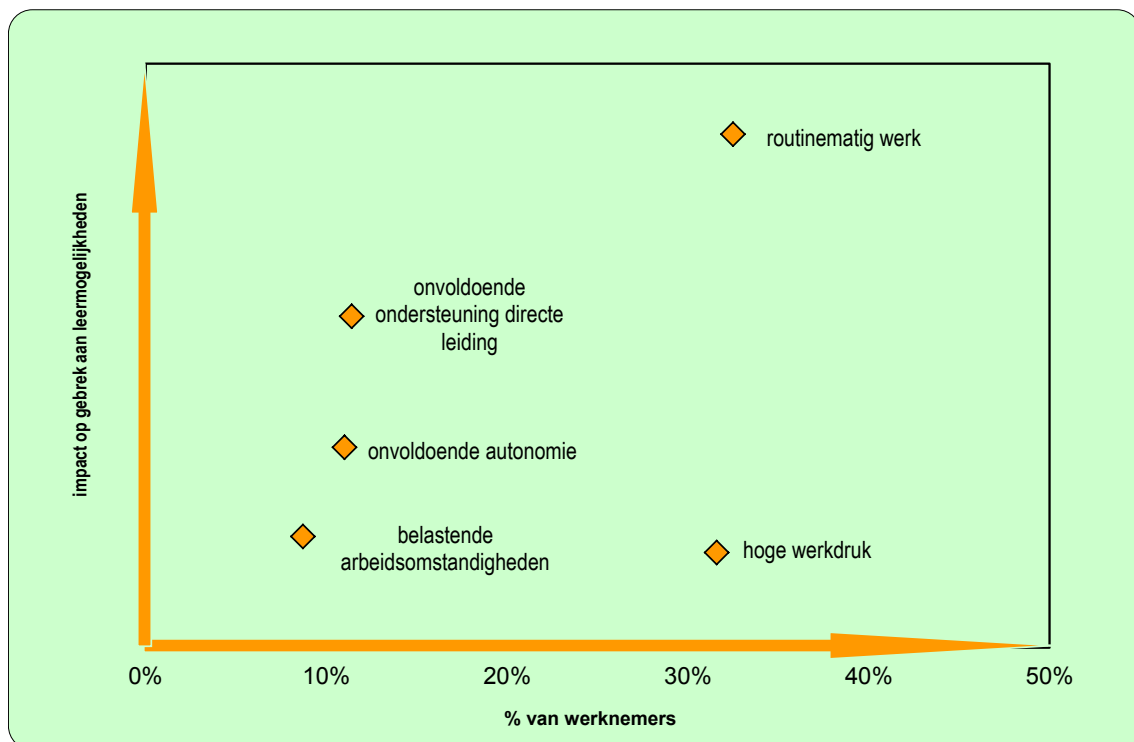 routinematig werk
onvoldoende
ondersteuning directe
leiding
impact op gebrek aan leermogelijkheden
onvoldoende autonomie
belastende
arbeidsomstandigheden
hoge werkdruk
0%
10%
20%
30%
40%
50%
% van werknemers